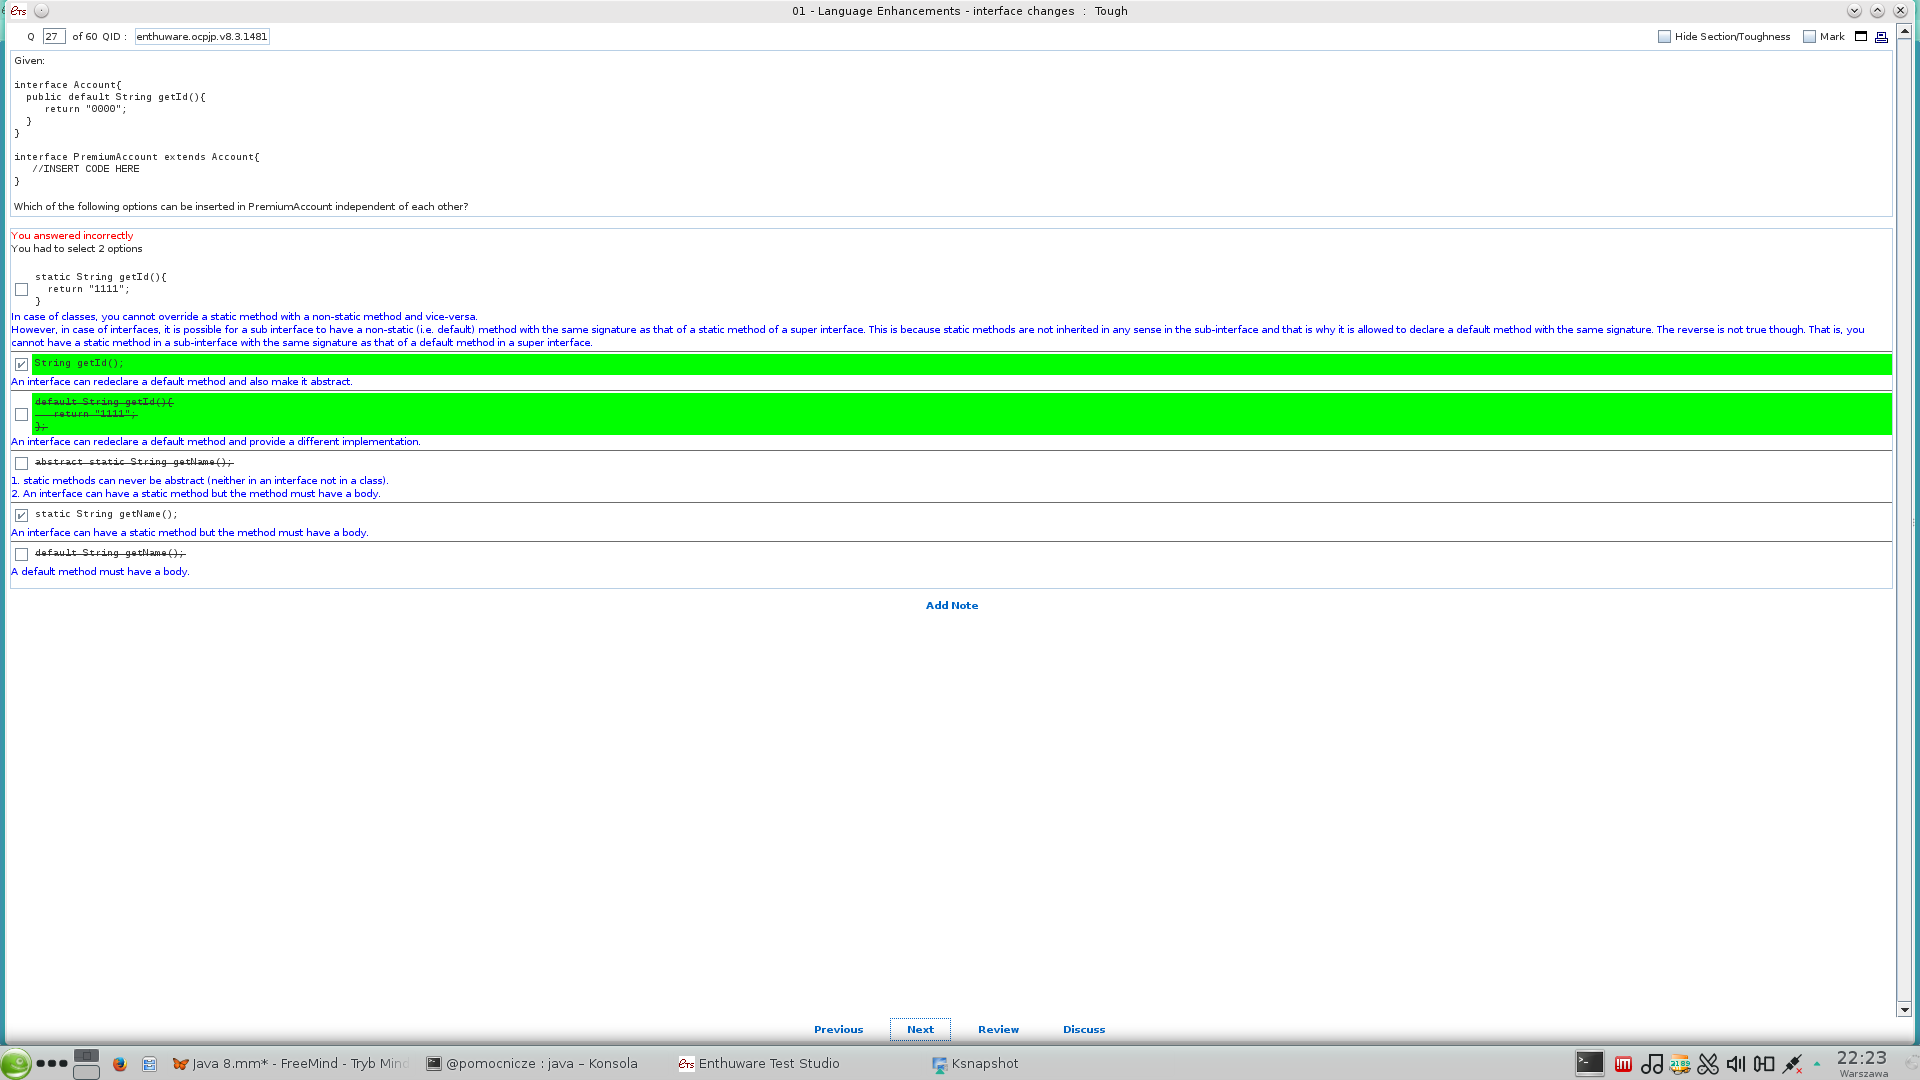 ETS
01 - Language Enhancements - interface changes : Tough
Q 27 of 60 QID : enthuware.ocpjp.v8.3.1481
Hide Section/Toughness Mark
Given:
interface Account{
public default String getId(){
return "0000";
}
}
interface PremiumAccount extends Account{
//INSERT CODE HERE
}
Which of the following options can be inserted in PremiumAccount independent of each other?
You answered incorrectly
You had to select 2 options
static String getId(){
return "1111";
}
In case of classes, you cannot override a static method with a non-static method and vice-versa.
However, in case of interfaces, it is possible for a sub interface to have a non-static (i.e. default) method with the same signature as that of a static method of a super interface. This is because static methods are not inherited in any sense in the sub-interface and that is why it is allowed to declare a default method with the same signature. The reverse is not true though. That is, you
cannot have a static method in a sub-interface with the same signature as that of a default method in a super interface.
String getId();
An interface can redeclare a default method and also make it abstract.
default String getId(){
return "1111";
};
An interface can redeclare a default method and provide a different implementation.
abstract static String getName();
1. static methods can never be abstract (neither in an interface not in a class).
2. An interface can have a static method but the method must have a body.
static String getName();
An interface can have a static method but the method must have a body.
default String getName();
A default method must have a body.
Add Note
Previous Next Review Discuss
Java 8.mm* - FreeMind - Tryb Mind
@pomocnicze : java – Konsola
ETS Enthuware Test Studio
Ksnapshot
22:23
Warszawa